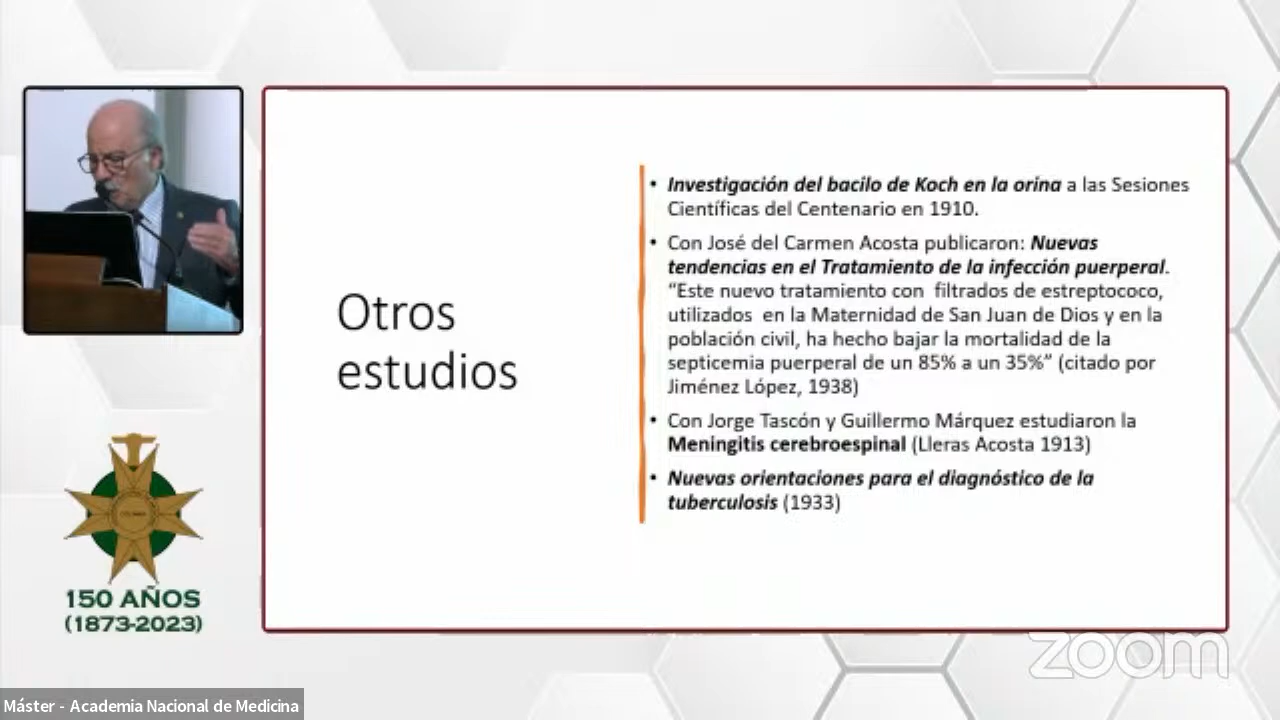 Otros
estudios
• Investigación del bacilo de Koch en la orina a las Sesiones
Científicas del Centenario en 1910.
• Con José del Carmen Acosta publicaron: Nuevas
tendencias en el Tratamiento de la infección puerperal.
“Este nuevo tratamiento con filtrados de estreptococo,
utilizados en la Maternidad de San Juan de Dios y en la
población civil, ha hecho bajar la mortalidad de la
septicemia puerperal de un 85% a un 35%” (citado por
Jiménez López, 1938)
• Con Jorge Tascón y Guillermo Márquez estudiaron la
Meningitis cerebroespinal (Lleras Acosta 1913)
• Nuevas orientaciones para el diagnóstico de la
tuberculosis (1933)
150 AÑOS
(1873-2023)
zoom
Máster - Academia Nacional de Medicina